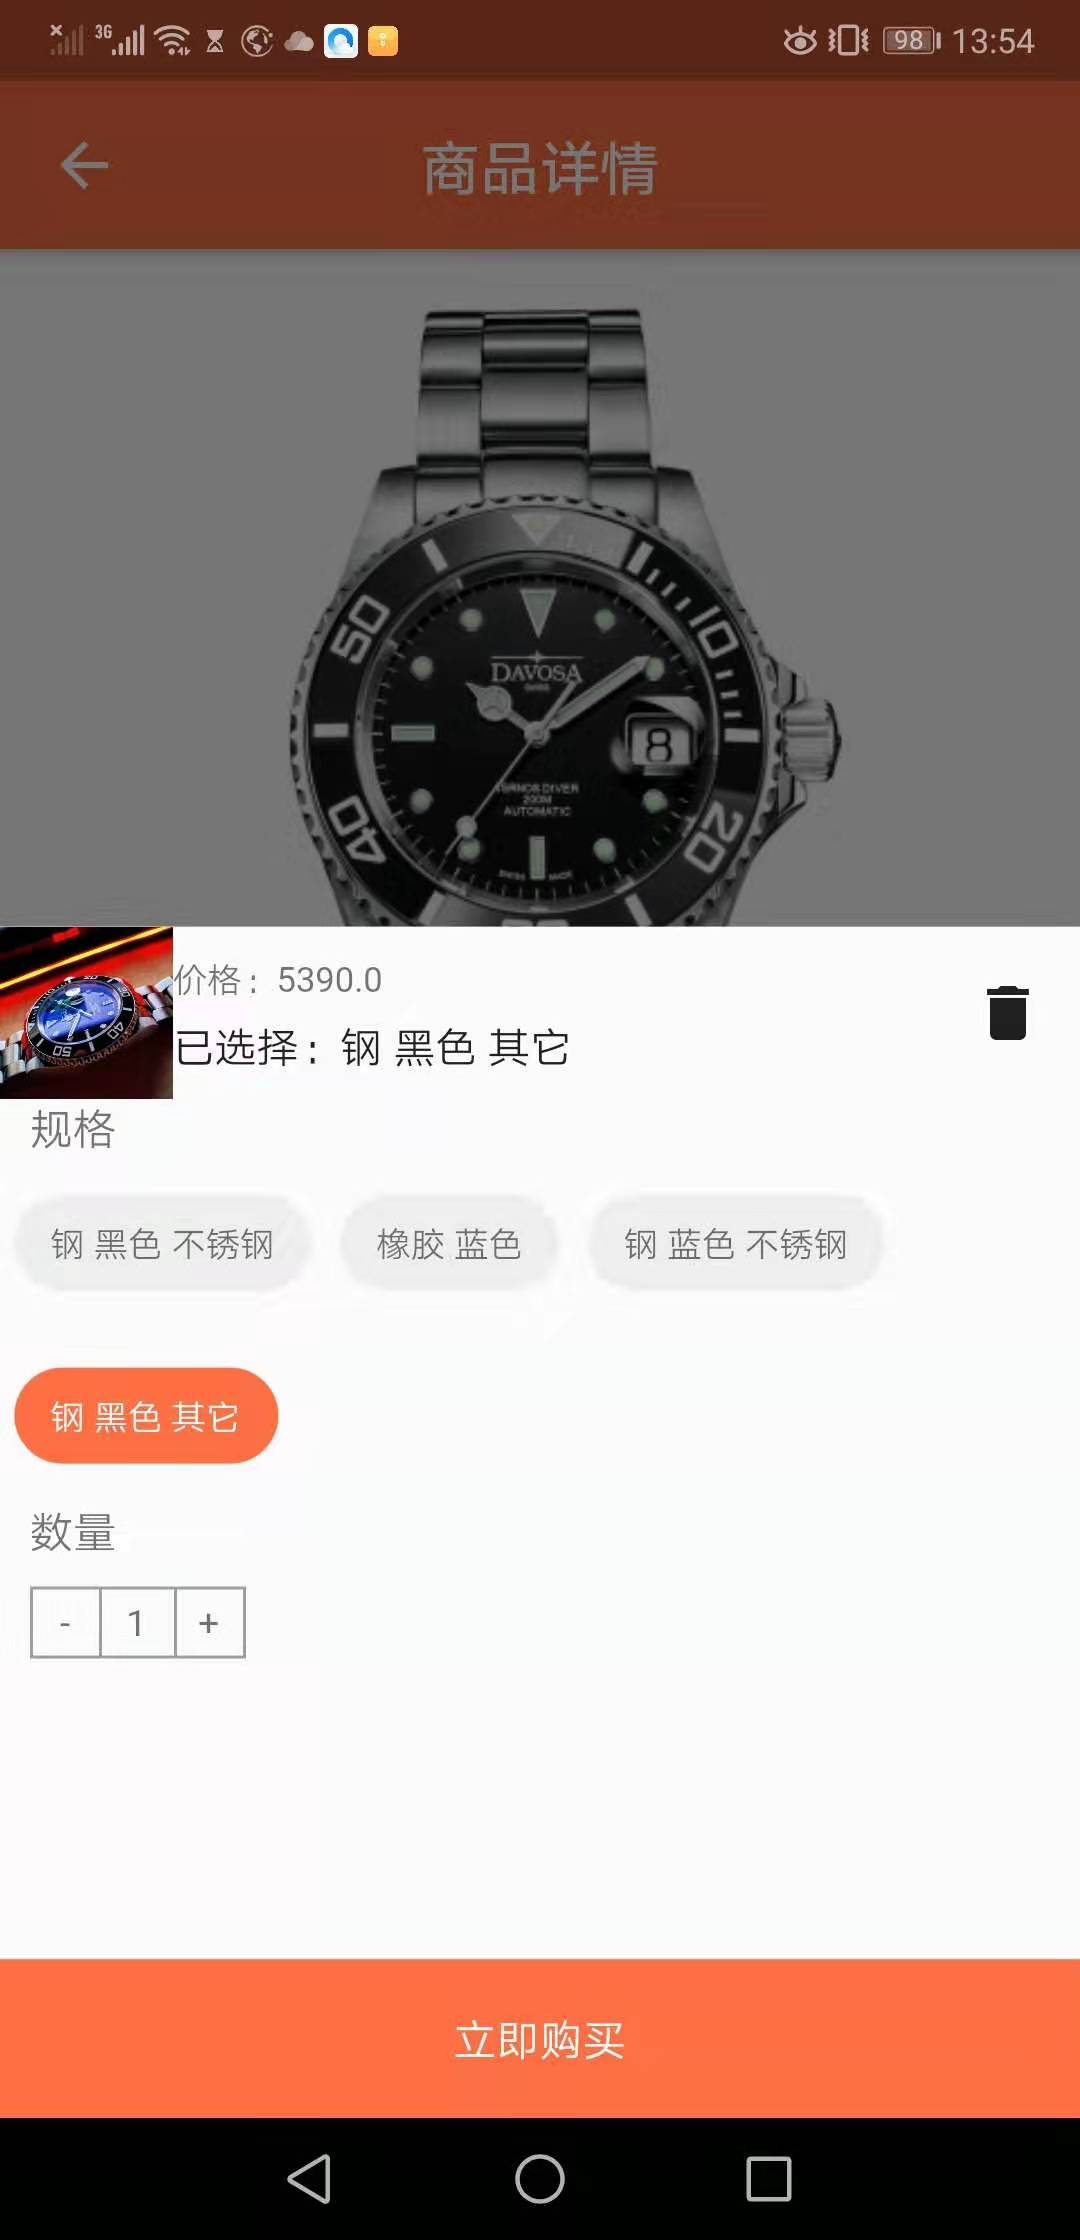 3G 98 13:54
商品详情
50
10
DAVOSA
8
TERNOS DIVER
200M
AUTOMATIC
40
20
SWISS MADE
价格: 5390.0
已选择: 钢 黑色 其它
规格
钢 黑色 不锈钢
橡胶 蓝色
钢 蓝色 不锈钢
钢 黑色 其它
数量
- 1 +
立即购买